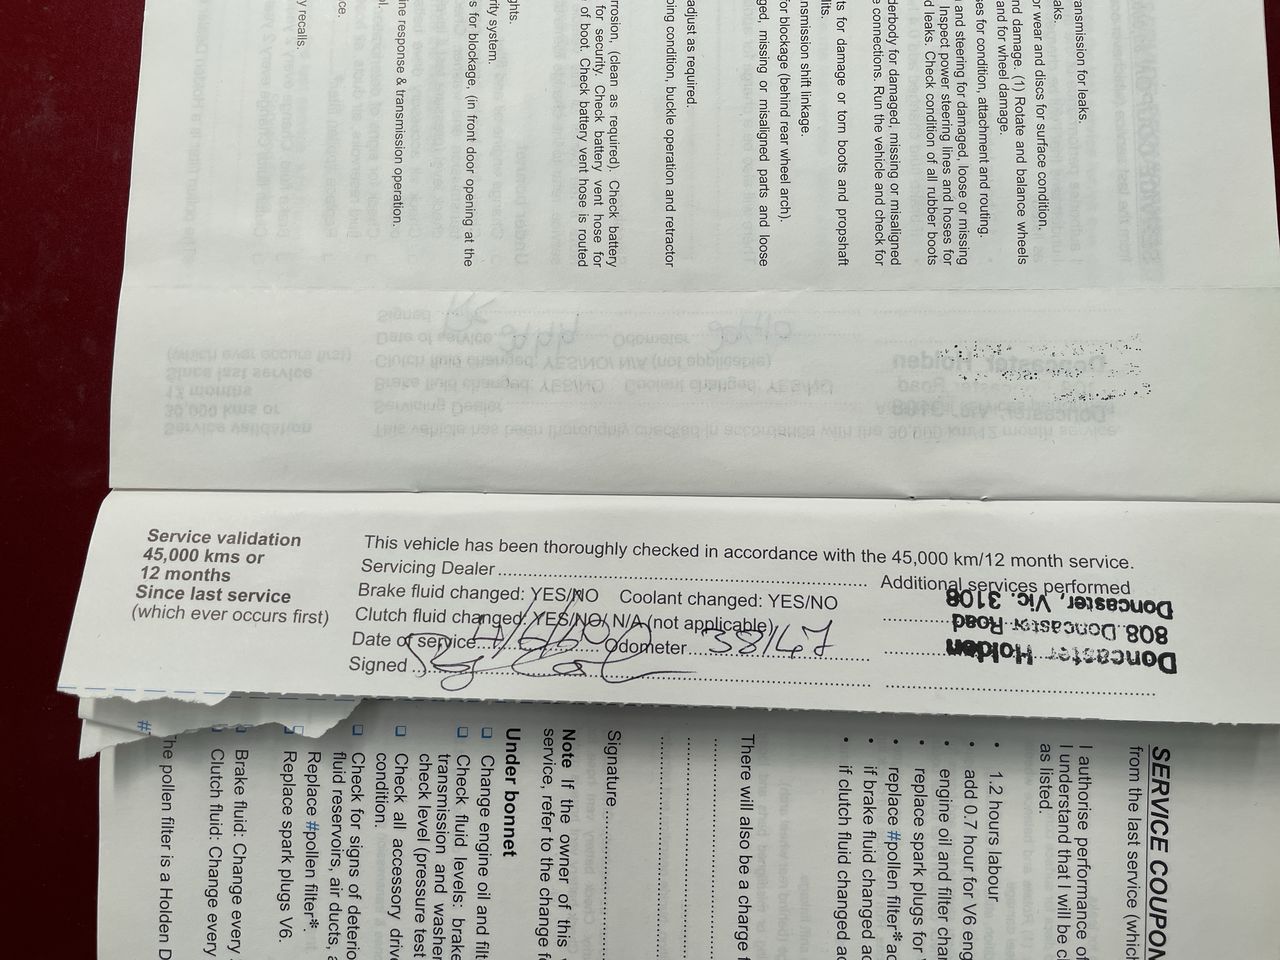 ansmission for leaks.
aks.
or wear and discs for surface condition.
nd damage. (1) Rotate and balance wheels
and for wheel damage.
ses for condition, attachment and routing.
and steering for damaged, loose or missing
Inspect power steering lines and hoses for
d leaks. Check condition of all rubber boots
derbody for damaged, missing or misaligned
e connections. Run the vehicle and check for
ts for damage or torn boots and propshaft
lits.
nsmission shift linkage.
for blockage (behind rear wheel arch).
ged, missing or misaligned parts and loose
adjust as required.
ping condition, buckle operation and retractor
rrosion, (clean as required). Check battery
for security. Check battery vent hose for
of boot. Check battery vent hose is routed
ghts.
rity system.
s for blockage, (in front door opening at the
ine response & transmission operation.
ol.
ce.
y recalls.
Service validation
45,000 kms or
12 months
Since last service
(which ever occurs first)
This vehicle has been thoroughly checked in accordance with the 45,000 km/12 month service.
Servicing Dealer
Additional services performed
Brake fluid changed: YES/NO Coolant changed: YES/NO
Clutch fluid changed: YES/NO/ N/A (not applicable)
Date of service Odometer 38147
Signed
Doncaster Holden
808 Doncaster Road
Doncaster, Vic. 3108
SERVICE COUPON
from the last service (which
I authorise performance of
I understand that I will be c
as listed.
• 1.2 hours labour
• add 0.7 hour for V6 eng
• engine oil and filter char
• replace spark plugs for
• replace #pollen filter* ac
• if brake fluid changed ac
• if clutch fluid changed ac
There will also be a charge f
Signature
Note If the owner of this
service, refer to the change f
Under bonnet
Change engine oil and filt
Check fluid levels: brake
transmission and washer
check level (pressure test
Check all accessory drive
condition.
Check for signs of deterio
fluid reservoirs, air ducts,
Replace #pollen filter*.
Replace spark plugs V6.
Brake fluid: Change every
Clutch fluid: Change every
The pollen filter is a Holden D